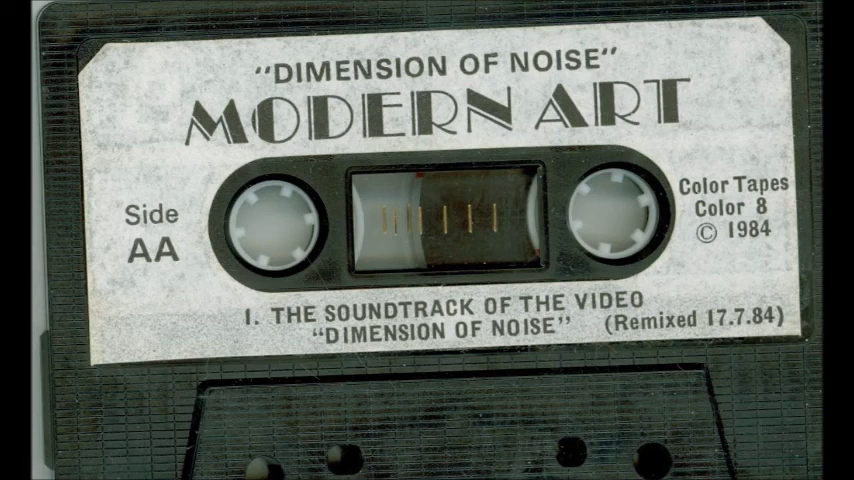 "DIMENSION OF NOISE"
MODERN ART
Side
AA
Color Tapes
Color 8
© 1984
1. THE SOUNDTRACK OF THE VIDEO
"DIMENSION OF NOISE" (Remixed 17.7.84)